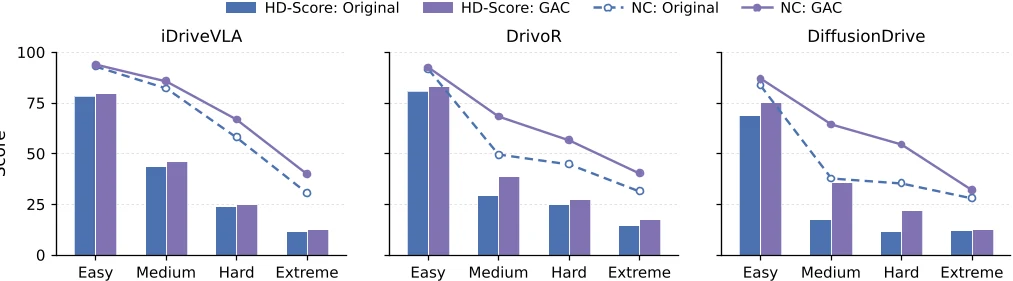 HD-Score: Original HD-Score: GAC NC: Original NC: GAC
iDriveVLA DrivoR DiffusionDrive
100
75
50
25
0
Easy Medium Hard Extreme Easy Medium Hard Extreme Easy Medium Hard Extreme